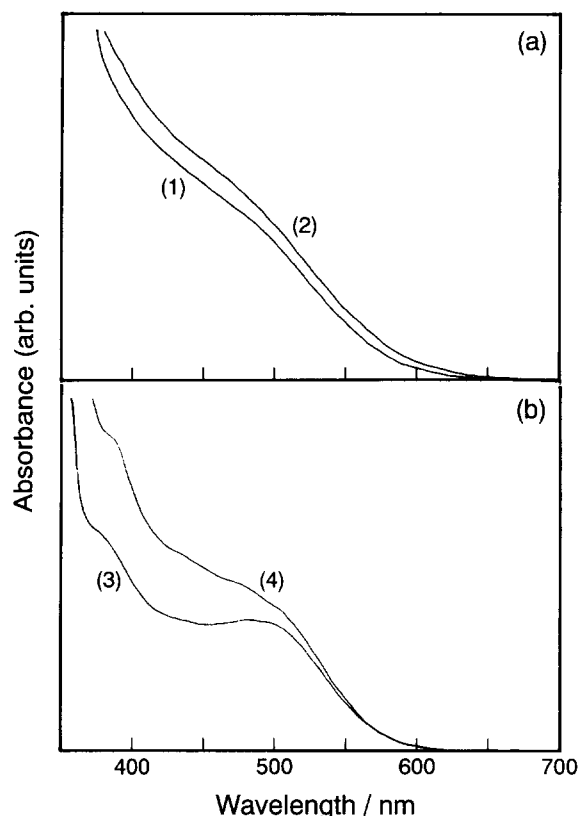 (a)
(1)
(2)
(b)
(3)
(4)
Absorbance (arb. units)
400 500 600 700
Wavelength / nm